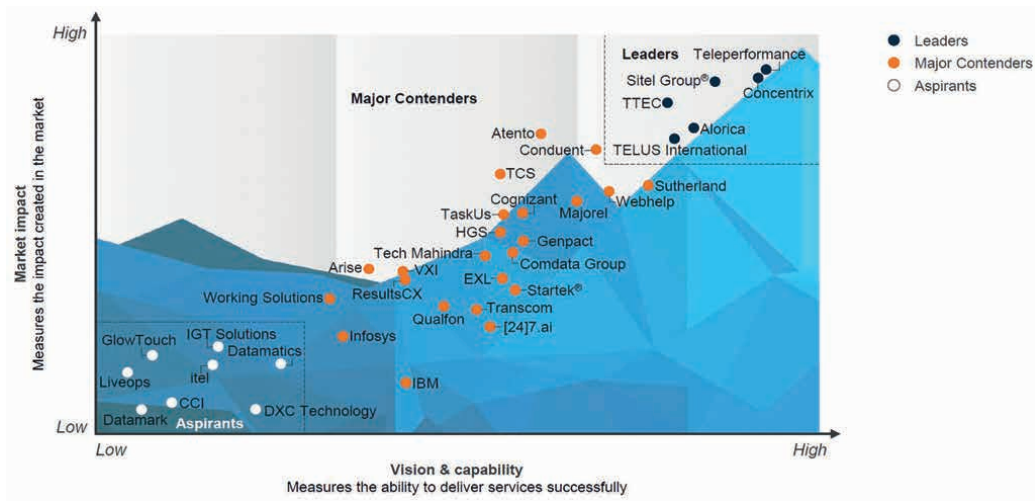 High
Leaders
Teleperformance
Leaders
Sitel Group®
Major Contenders
Concentrix
Aspirants
Major Contenders
TTEC
Atento
Alorica
Conduent
TELUS International
TCS
Sutherland
Cognizant
Webhelp
TaskUs
Majorel
HGS
Genpact
Tech Mahindra
Comdata Group
Arise
VXI
EXL
ResultsCX
Startek®
Working Solutions
Qualfon
Transcom
Infosys
[24]7.ai
IGT Solutions
GlowTouch
Datamatics
Liveops
itel
IBM
CCI
DXC Technology
Datamark
Aspirants
Low
Low
High
Market impact
Measures the impact created in the market
Vision & capability
Measures the ability to deliver services successfully